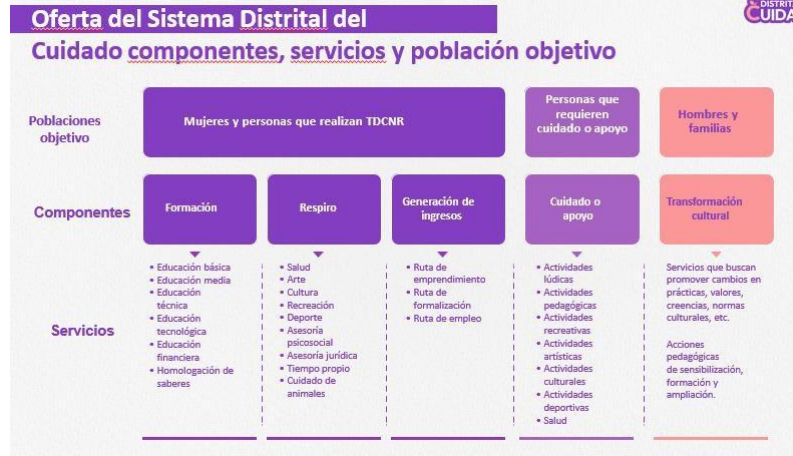 Oferta del Sistema Distrital del
DISTRITA
CUIDA
Cuidado componentes, servicios y población objetivo
Poblaciones
objetivo
Mujeres y personas que realizan TDCNR
Personas que
requieren
cuidado o apoyo
Hombres y
familias
Componentes
Formación
Respiro
Generación de
ingresos
Cuidado o
apoyo
Transformación
cultural
Servicios
• Educación básica
• Educación media
• Educación
técnica
• Educación
tecnológica
• Educación
financiera
• Homologación de
saberes
• Salud
• Arte
• Cultura
• Recreación
• Deporte
• Asesoría
psicosocial
• Asesoría jurídica
• Tiempo propio
• Cuidado de
animales
• Ruta de
emprendimiento
• Ruta de
formalización
• Ruta de empleo
• Actividades
lúdicas
• Actividades
pedagógicas
• Actividades
recreativas
• Actividades
artísticas
• Actividades
culturales
• Actividades
deportivas
• Salud
Servicios que buscan
promover cambios en
prácticas, valores,
creencias, normas
culturales, etc.
Acciones
pedagógicas
de sensibilización,
formación y
ampliación.